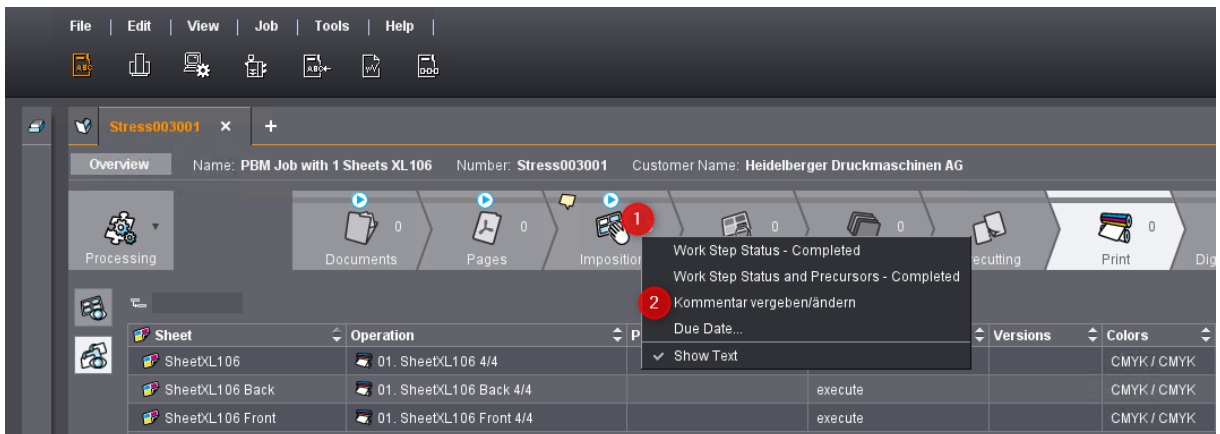 File | Edit | View | Job | Tools | Help |
Stress003001 × +
Overview Name: PBM Job with 1 Sheets XL106 Number: Stress003001 Customer Name: Heidelberger Druckmaschinen AG
Processing
Documents 0
Pages 0
Imposition
1
0
0
ecutting
Print 0
Dig
Work Step Status - Completed
Work Step Status and Precursors - Completed
2 Kommentar vergeben/ändern
Due Date...
✓ Show Text
Sheet Operation P Versions Colors
SheetXL106 01. SheetXL106 4/4 CMYK / CMYK
SheetXL106 Back 01. SheetXL106 Back 4/4 execute CMYK / CMYK
SheetXL106 Front 01. SheetXL106 Front 4/4 execute CMYK / CMYK